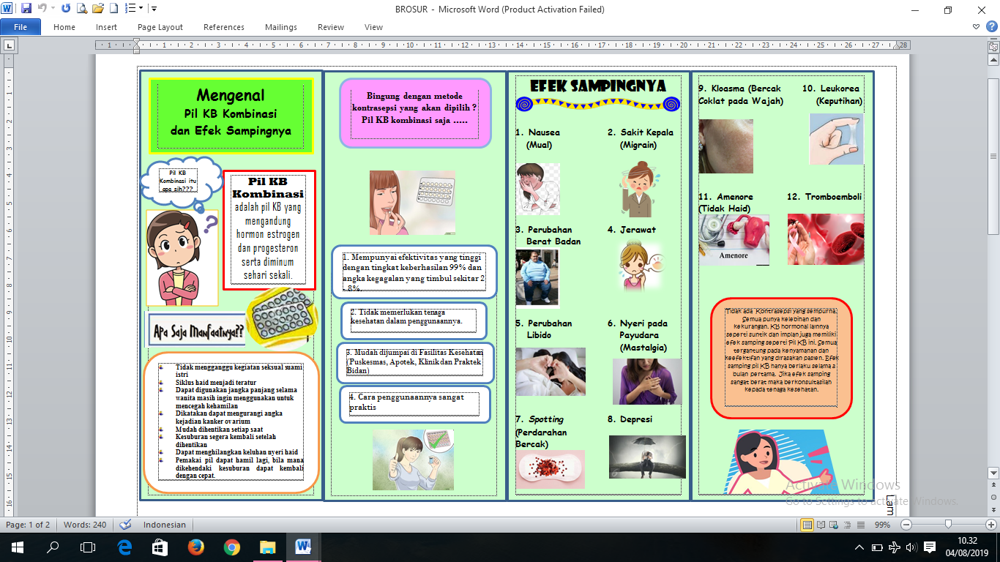 BROSUR - Microsoft Word (Product Activation Failed)
File Home Insert Page Layout References Mailings Review View
Mengenal
Pil KB Kombinasi
dan Efek Sampingnya
Pil KB
Kombinasi itu
apa sih???
Pil KB
Kombinasi
adalah pil KB yang
mengandung
hormon estrogen
dan progesteron
serta diminum
sehari sekali.
Apa Saja Manfaatnya??
Tidak mengganggu kegiatan seksual suami
istri
Siklus haid menjadi teratur
Dapat digunakan jangka panjang selama
wanita masih ingin menggunakan untuk
mencegah kehamilan
Dikatakan dapat mengurangi angka
kejadian kanker ovarium
Mudah dihentikan setiap saat
Kesuburan segera kembali setelah
dihentikan
Dapat menghilangkan keluhan nyeri haid
Pemakai pil dapat hamil lagi, bila mana
dikehendaki kesuburan dapat kembali
dengan cepat.
Bingung dengan metode
kontrasepsi yang akan dipilih ?
Pil KB kombinasi saja .....
1. Mempunyai efektivitas yang tinggi
dengan tingkat keberhasilan 99% dan
angka kegagalan yang timbul sekitar 2
- 8%.
2. Tidak memerlukan tenaga
kesehatan dalam penggunaannya.
3. Mudah dijumpai di Fasilitas Kesehatan
(Puskesmas, Apotek, Klinik dan Praktek
Bidan)
4. Cara penggunaannya sangat
praktis
EFEK SAMPINGNYA
1. Nausea
(Mual)
2. Sakit Kepala
(Migrain)
3. Perubahan
Berat Badan
4. Jerawat
5. Perubahan
Libido
6. Nyeri pada
Payudara
(Mastalgia)
7. Spotting
(Perdarahan
Bercak)
8. Depresi
9. Kloasma (Bercak
Coklat pada Wajah)
10. Leukorea
(Keputihan)
11. Amenore
(Tidak Haid)
12. Tromboemboli
Amenore
Tidak ada Kontrasepsi yang sempurna.
Semua punya kelebihan dan
kekurangan. KB hormonal lainnya
seperti suntik dan implan juga memiliki
efek samping seperti Pil KB ini. Semua
tergantung pada kenyamanan dan
keefektifan yang dirasakan pasien. Efek
samping pil KB hanya berlaku selama 3
bulan pertama. Jika efek samping
sangat berat maka berkonsultasilah
kepada tenaga kesehatan.
Lam
Activate Windows
Go to Settings to activate Windows.
Page: 1 of 2 Words: 240 Indonesian 99%
10.32
04/08/2019